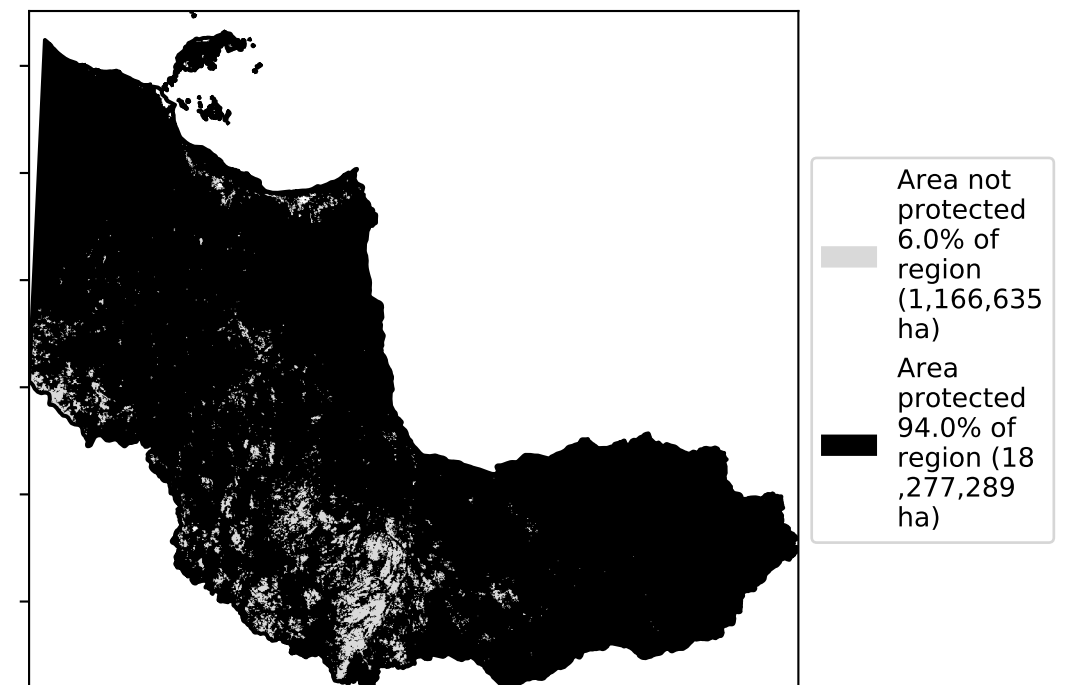 Area not
protected
6.0% of
region
(1,166,635
ha)
Area
protected
94.0% of
region (18
,277,289
ha)